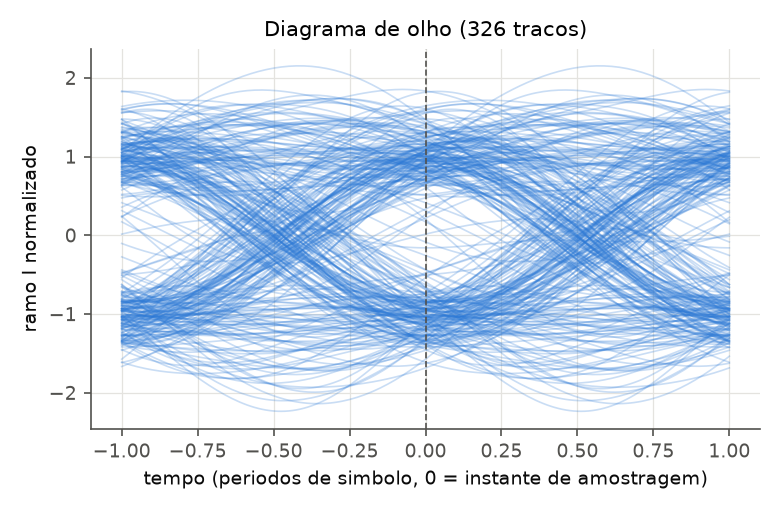 Diagrama de olho (326 tracos)
ramo I normalizado
2
1
0
−1
−2
−1.00 −0.75 −0.50 −0.25 0.00 0.25 0.50 0.75 1.00
tempo (periodos de simbolo, 0 = instante de amostragem)